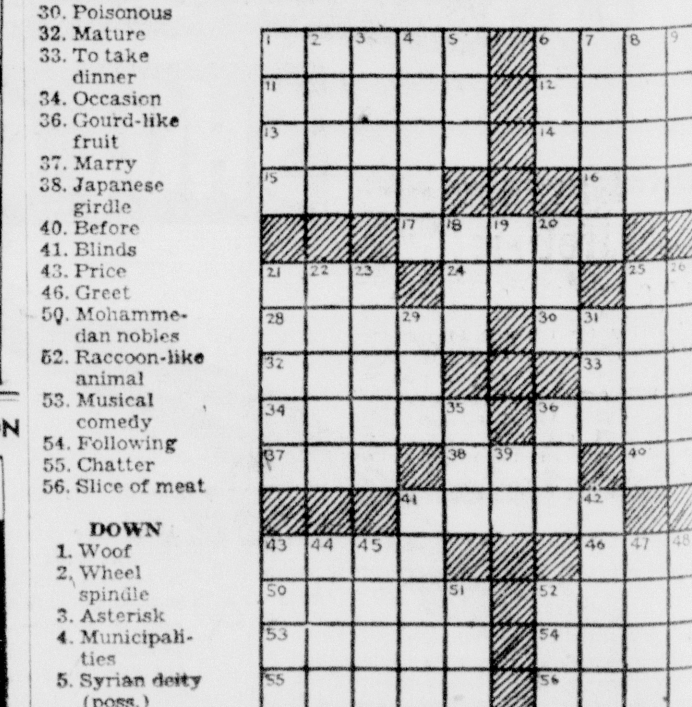 30. Poisonous
32. Mature
33. To take
dinner
34. Occasion
36. Gourd-like
fruit
37. Marry
38. Japanese
girdle
40. Before
41. Blinds
43. Price
46. Greet
50. Mohamme-
dan nobles
52. Raccoon-like
animal
53. Musical
comedy
54. Following
55. Chatter
56. Slice of meat
DOWN
1. Woof
2. Wheel
spindle
3. Asterisk
4. Municipali-
ties
5. Syrian deity
(poss.)
N
1 2 3 4 5 6 7 8 9
11 12
13 14
15 16
17 18 19 20
21 22 23 24 25 26
28 29 30 31
32 33
34 35 36
37 38 39 40
41 42
43 44 45 46 47 48
50 51 52
53 54
55 56